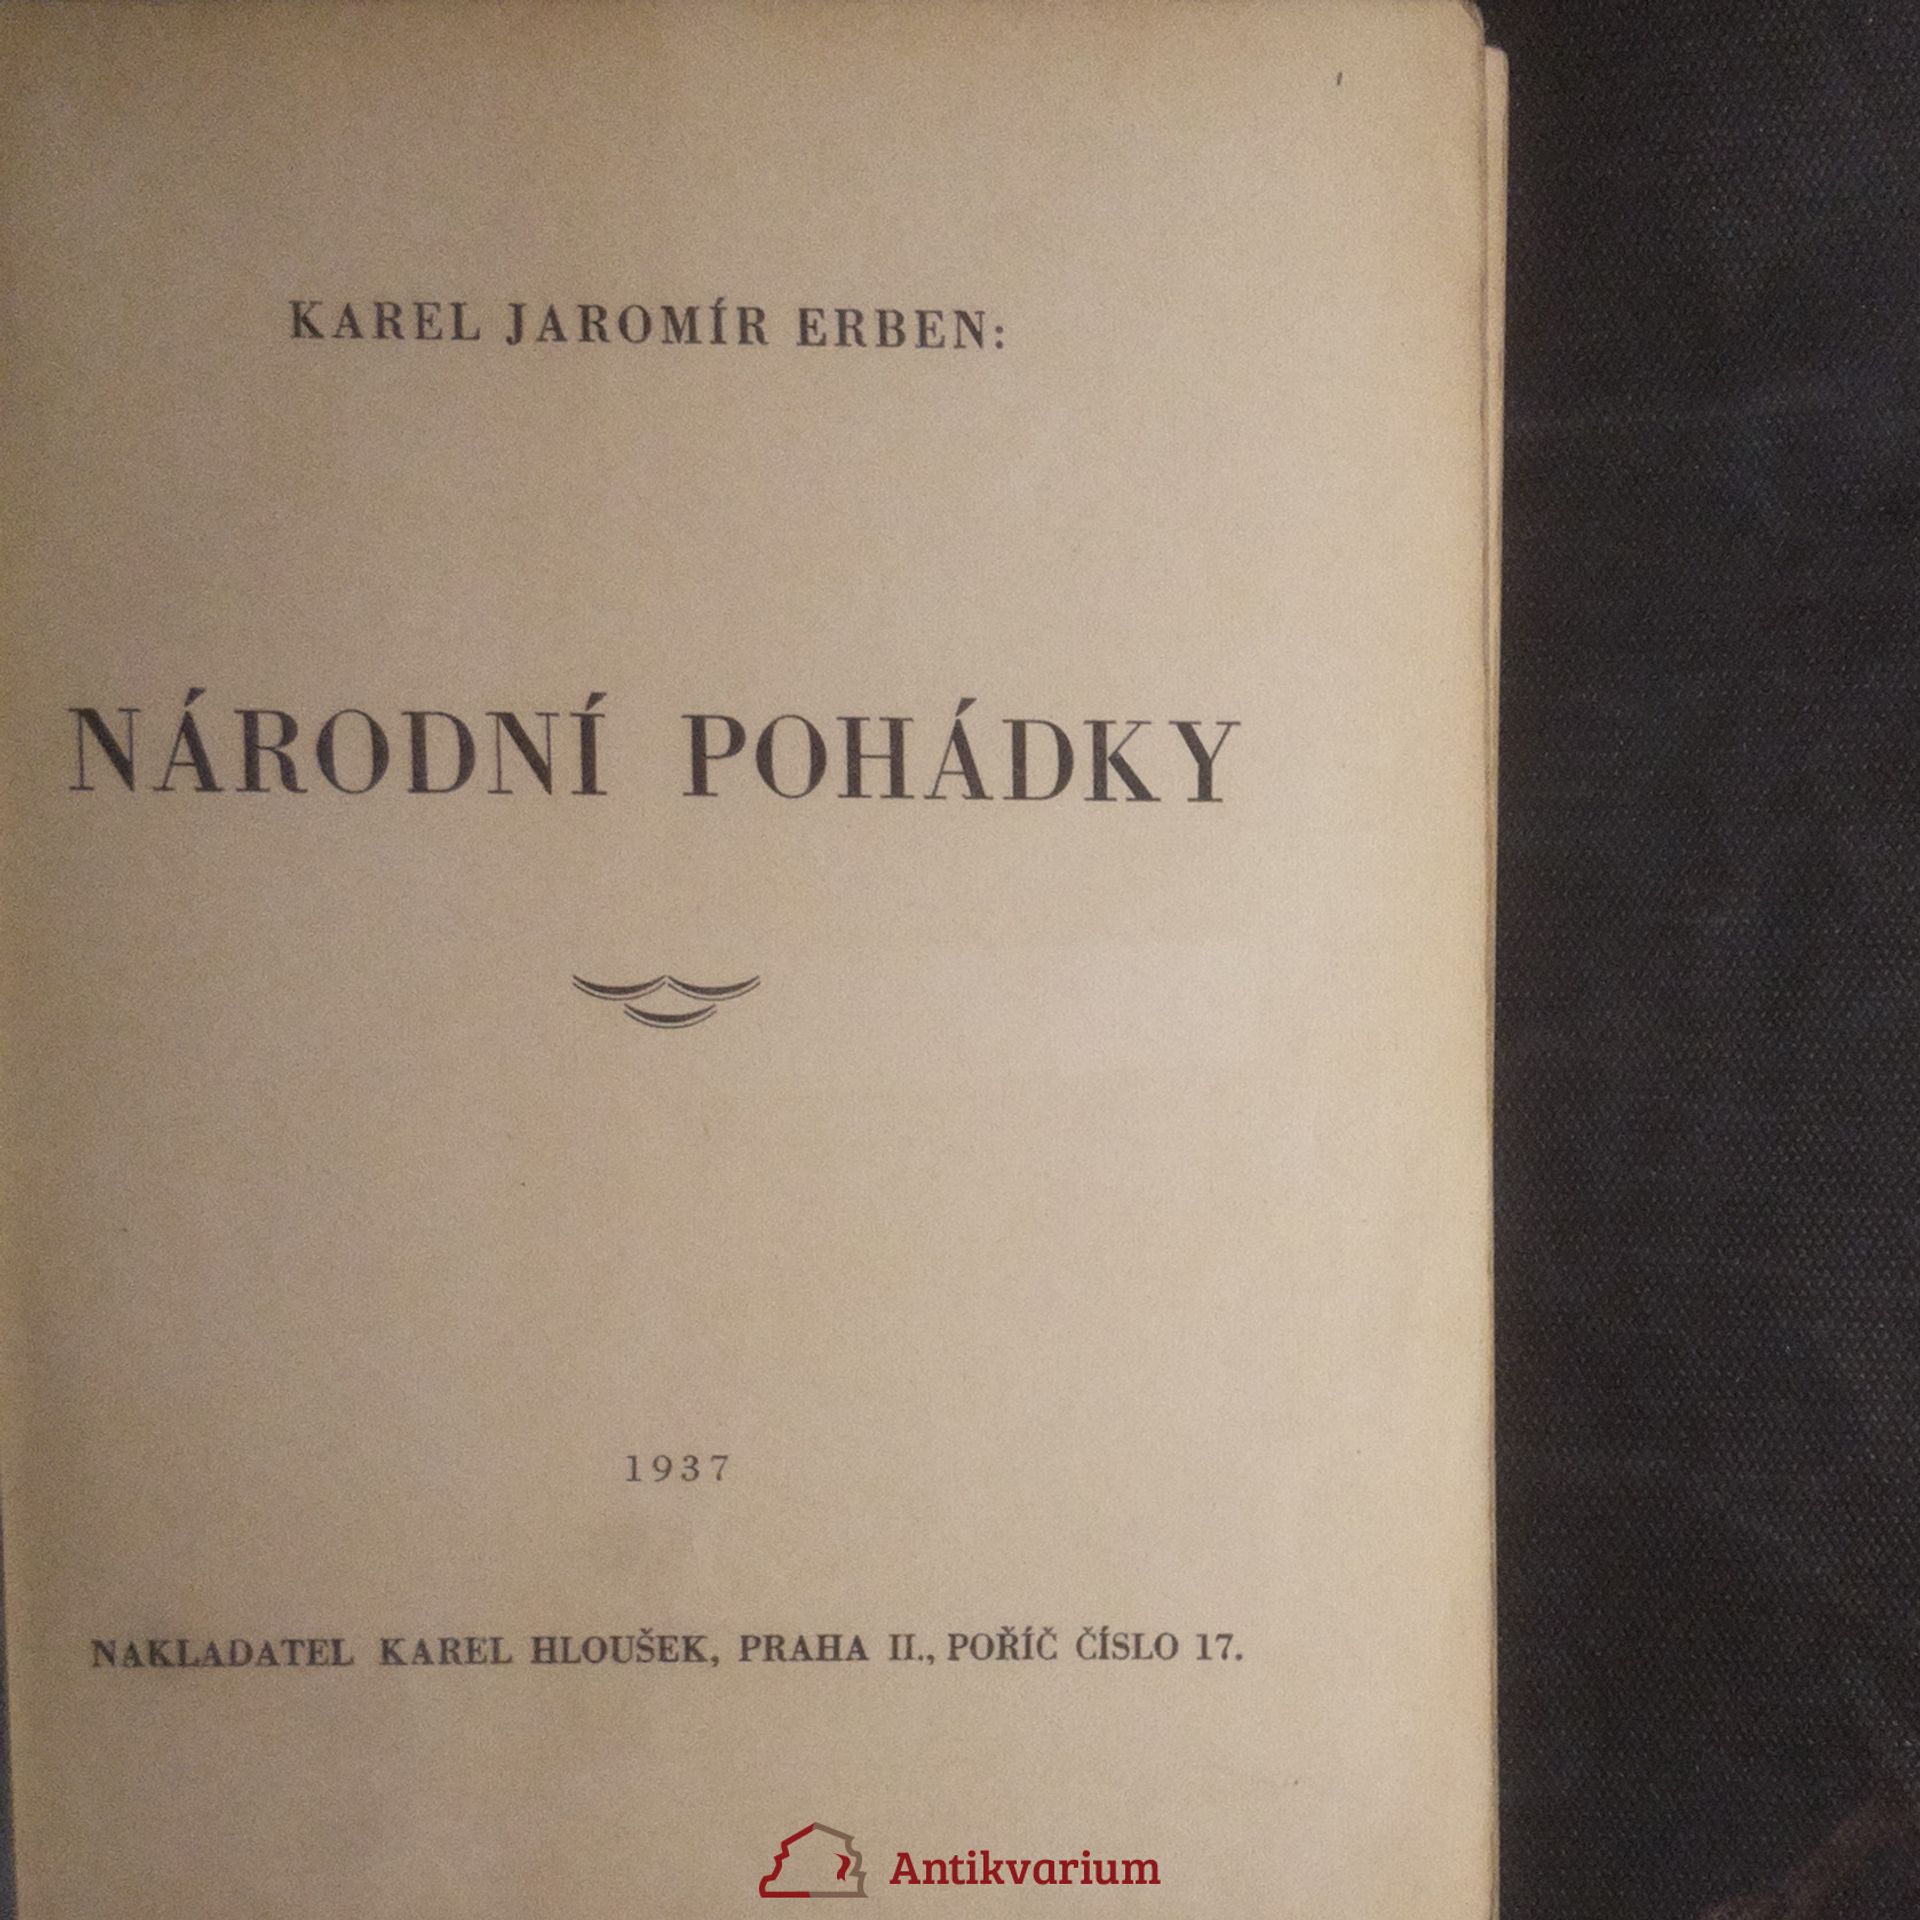 KAREL JAROMÍR ERBEN:
NÁRODNÍ POHÁDKY
1937
NAKLADATEL KAREL HLOUŠEK, PRAHA II., POŘÍČ ČÍSLO 17.
Antikvarium